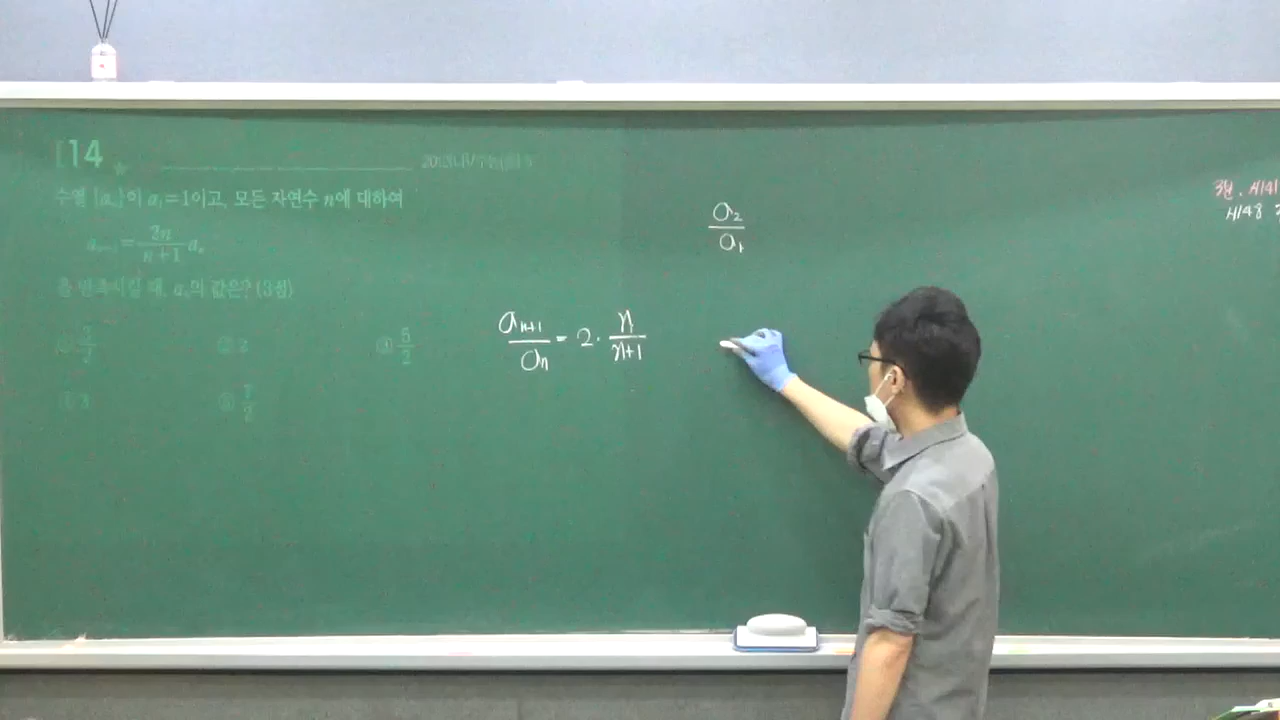 14
수열 {aₙ}이 a₁=1이고, 모든 자연수 n에 대하여
aₙ₊₁ = 2n/(n+1) aₙ
를 만족시킬 때, a₄의 값은? (3점)
① 3/2 ② 2 ③ 5/2
④ 3 ⑤ 7/2
a₂/a₁
aₙ₊₁/aₙ = 2 · n/(n+1)